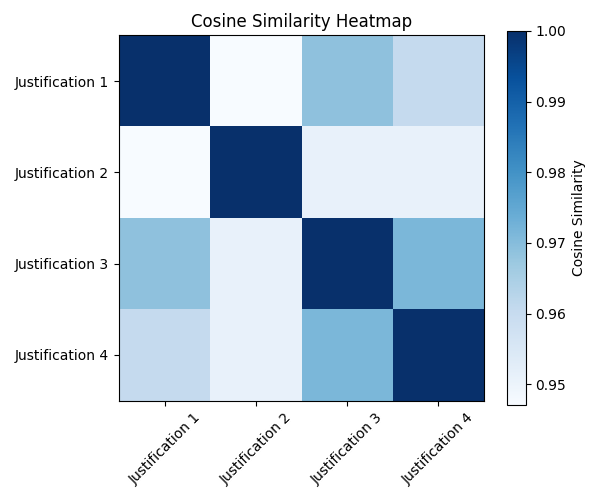 Cosine Similarity Heatmap
Justification 1
Justification 2
Justification 3
Justification 4
Justification 1
Justification 2
Justification 3
Justification 4
1.00
0.99
0.98
0.97
0.96
0.95
Cosine Similarity